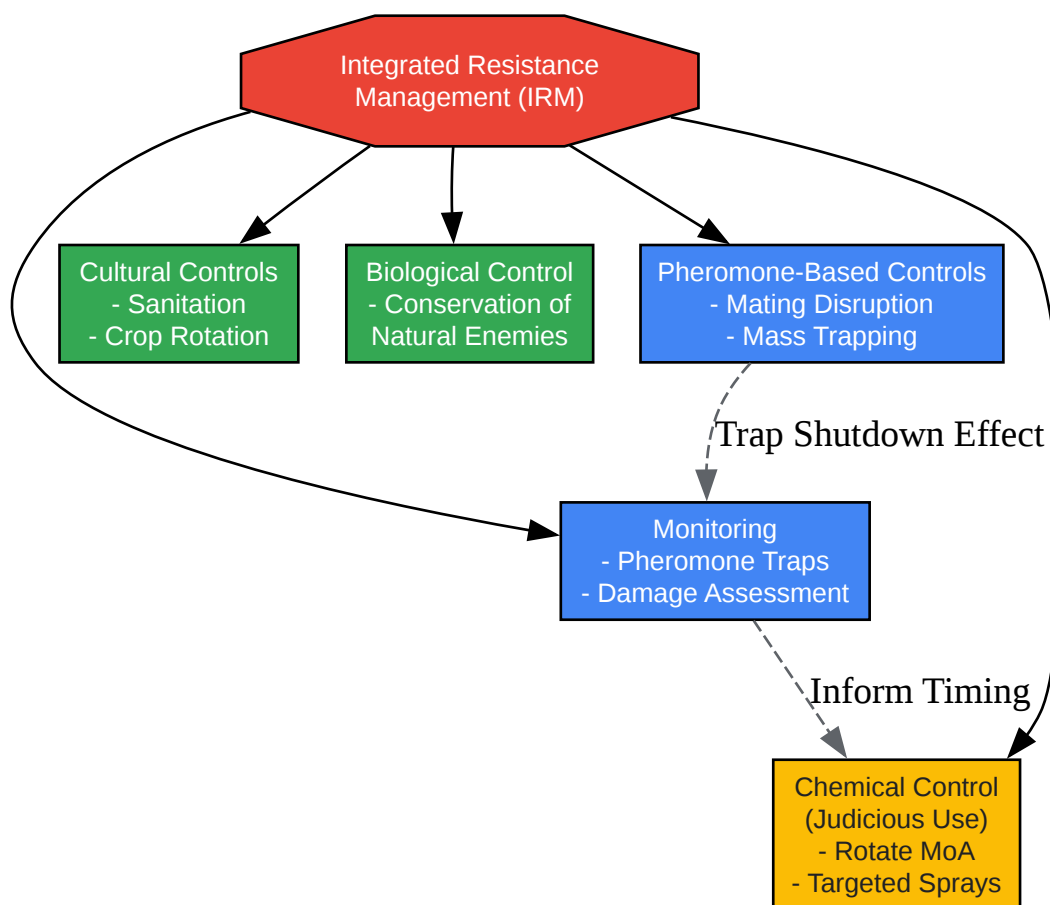 Integrated Resistance
Management (IRM)
Cultural Controls
- Sanitation
- Crop Rotation
Biological Control
- Conservation of
Natural Enemies
Pheromone-Based Controls
- Mating Disruption
- Mass Trapping
Trap Shutdown Effect
Monitoring
- Pheromone Traps
- Damage Assessment
Inform Timing
Chemical Control
(Judicious Use)
- Rotate MoA
- Targeted Sprays